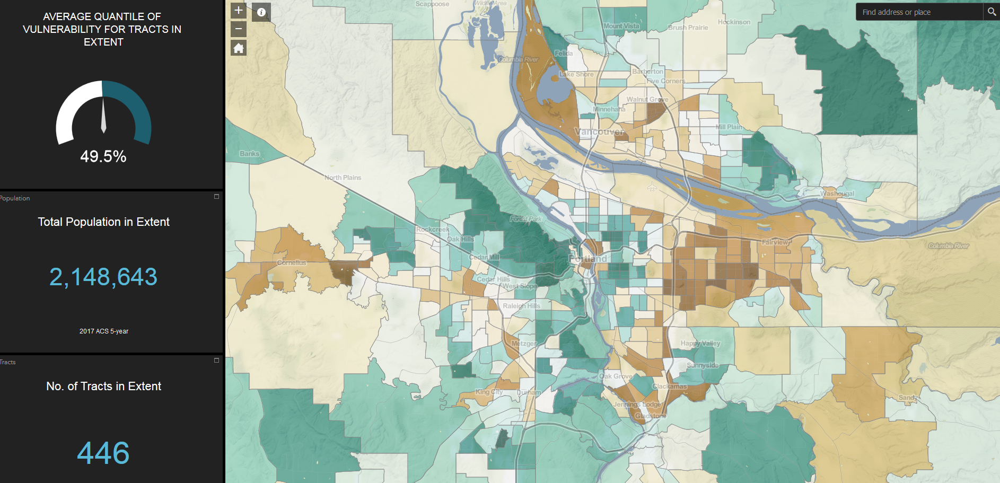 AVERAGE QUANTILE OF
VULNERABILITY FOR TRACTS IN
EXTENT
49.5%
Population
Total Population in Extent
2,148,643
2017 ACS 5-year
Tracts
No. of Tracts in Extent
446
+
−
i
Find address or place
Scappoose
Wildlife Area
Mount Vista
Brush Prairie
Hockinson
Felida
Columbia River
Lake Shore
Barberton
Five Corners
Walnut Grove
Minnehaha
Vancouver
Mill Plain
Banks
North Plains
Washougal
Forest Park
Rockcreek
Oak Hills
Cedar Mill
Portland
Fairview
Columbia River
Cornelius
Cedar Hills
West Slope
Raleigh Hills
Metzger
Happy Valley
Sunnyside
Oak Grove
Clackamas
King City
Durham
Jennings Lodge
Gladstone
Sandy